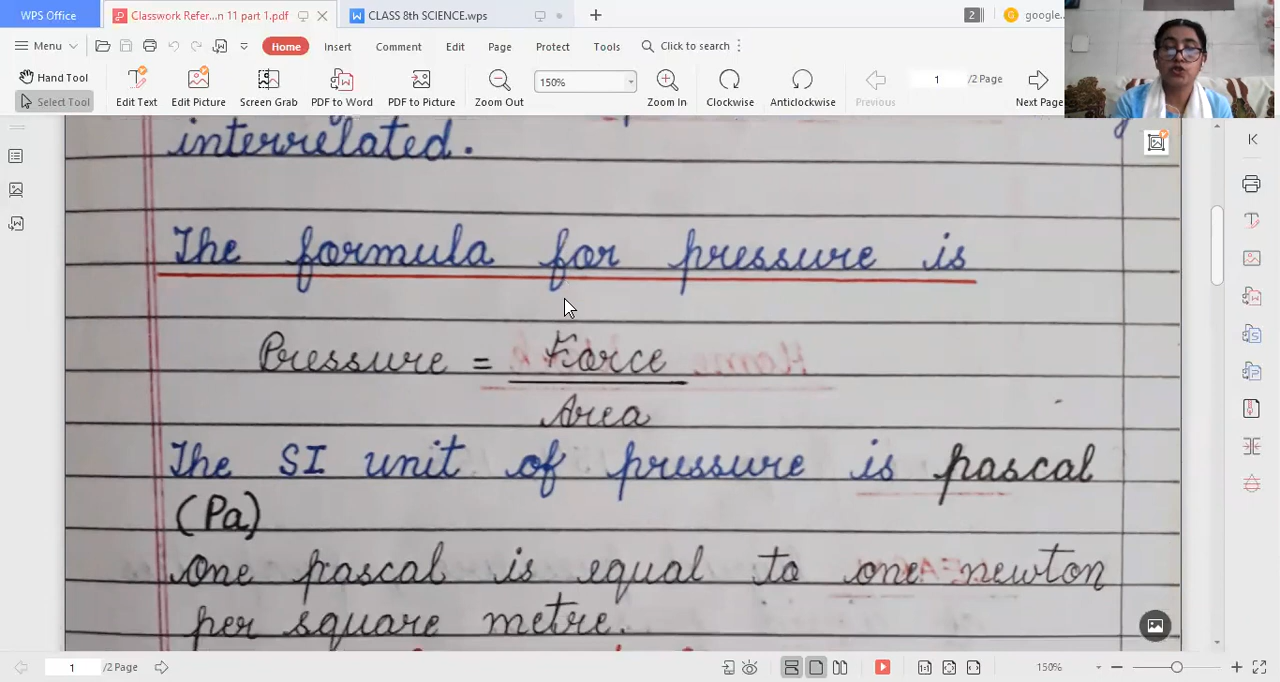 WPS Office
Classwork Refer...n 11 part 1.pdf
CLASS 8th SCIENCE.wps
2
google...
Menu
Home
Insert
Comment
Edit
Page
Protect
Tools
Click to search
Hand Tool
Select Tool
Edit Text
Edit Picture
Screen Grab
PDF to Word
PDF to Picture
Zoom Out
150%
Zoom In
Clockwise
Anticlockwise
Previous
1
/2 Page
Next Page
interrelated.
The formula for pressure is
Pressure = Force
Area
The SI unit of pressure is pascal
(Pa)
One pascal is equal to one newton
per square metre.
1
/2 Page
1:1
150%